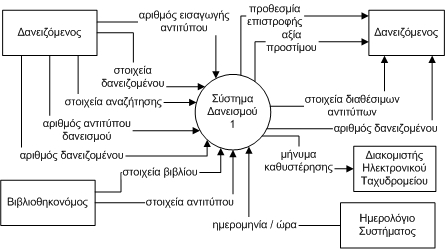 αριθμός εισαγωγής
αντιτύπου
προθεσμία
επιστροφής
αξία
προστίμου
Δανειζόμενος
Δανειζόμενος
στοιχεία
δανειζομένου
στοιχεία αναζήτησης
Σύστημα
Δανεισμού
1
στοιχεία διαθέσιμων
αντιτύπων
αριθμός αντιτύπου
δανεισμού
αριθμός δανειζομένου
αριθμός δανειζομένου
μήνυμα
καθυστέρησης
Διακομιστής
Ηλεκτρονικού
Ταχυδρομείου
στοιχεία βιβλίου
Βιβλιοθηκονόμος
στοιχεία αντιτύπου
ημερομηνία / ώρα
Ημερολόγιο
Συστήματος